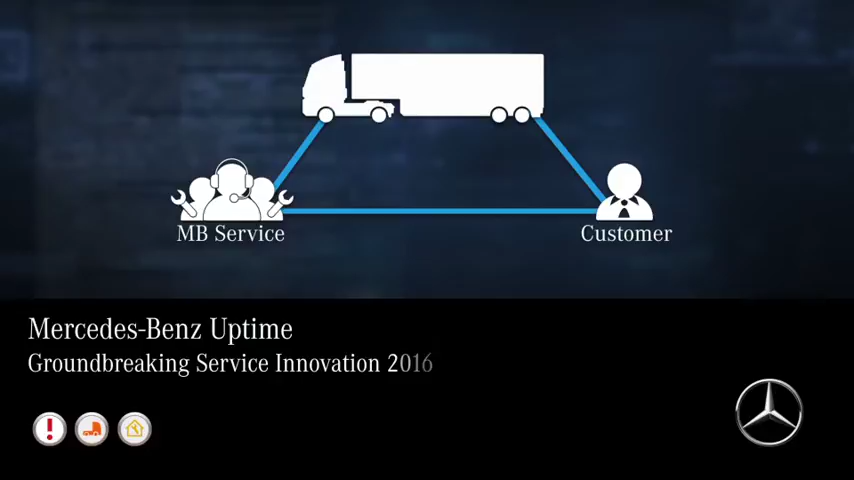 MB Service
Customer
Mercedes-Benz Uptime
Groundbreaking Service Innovation 2016
!